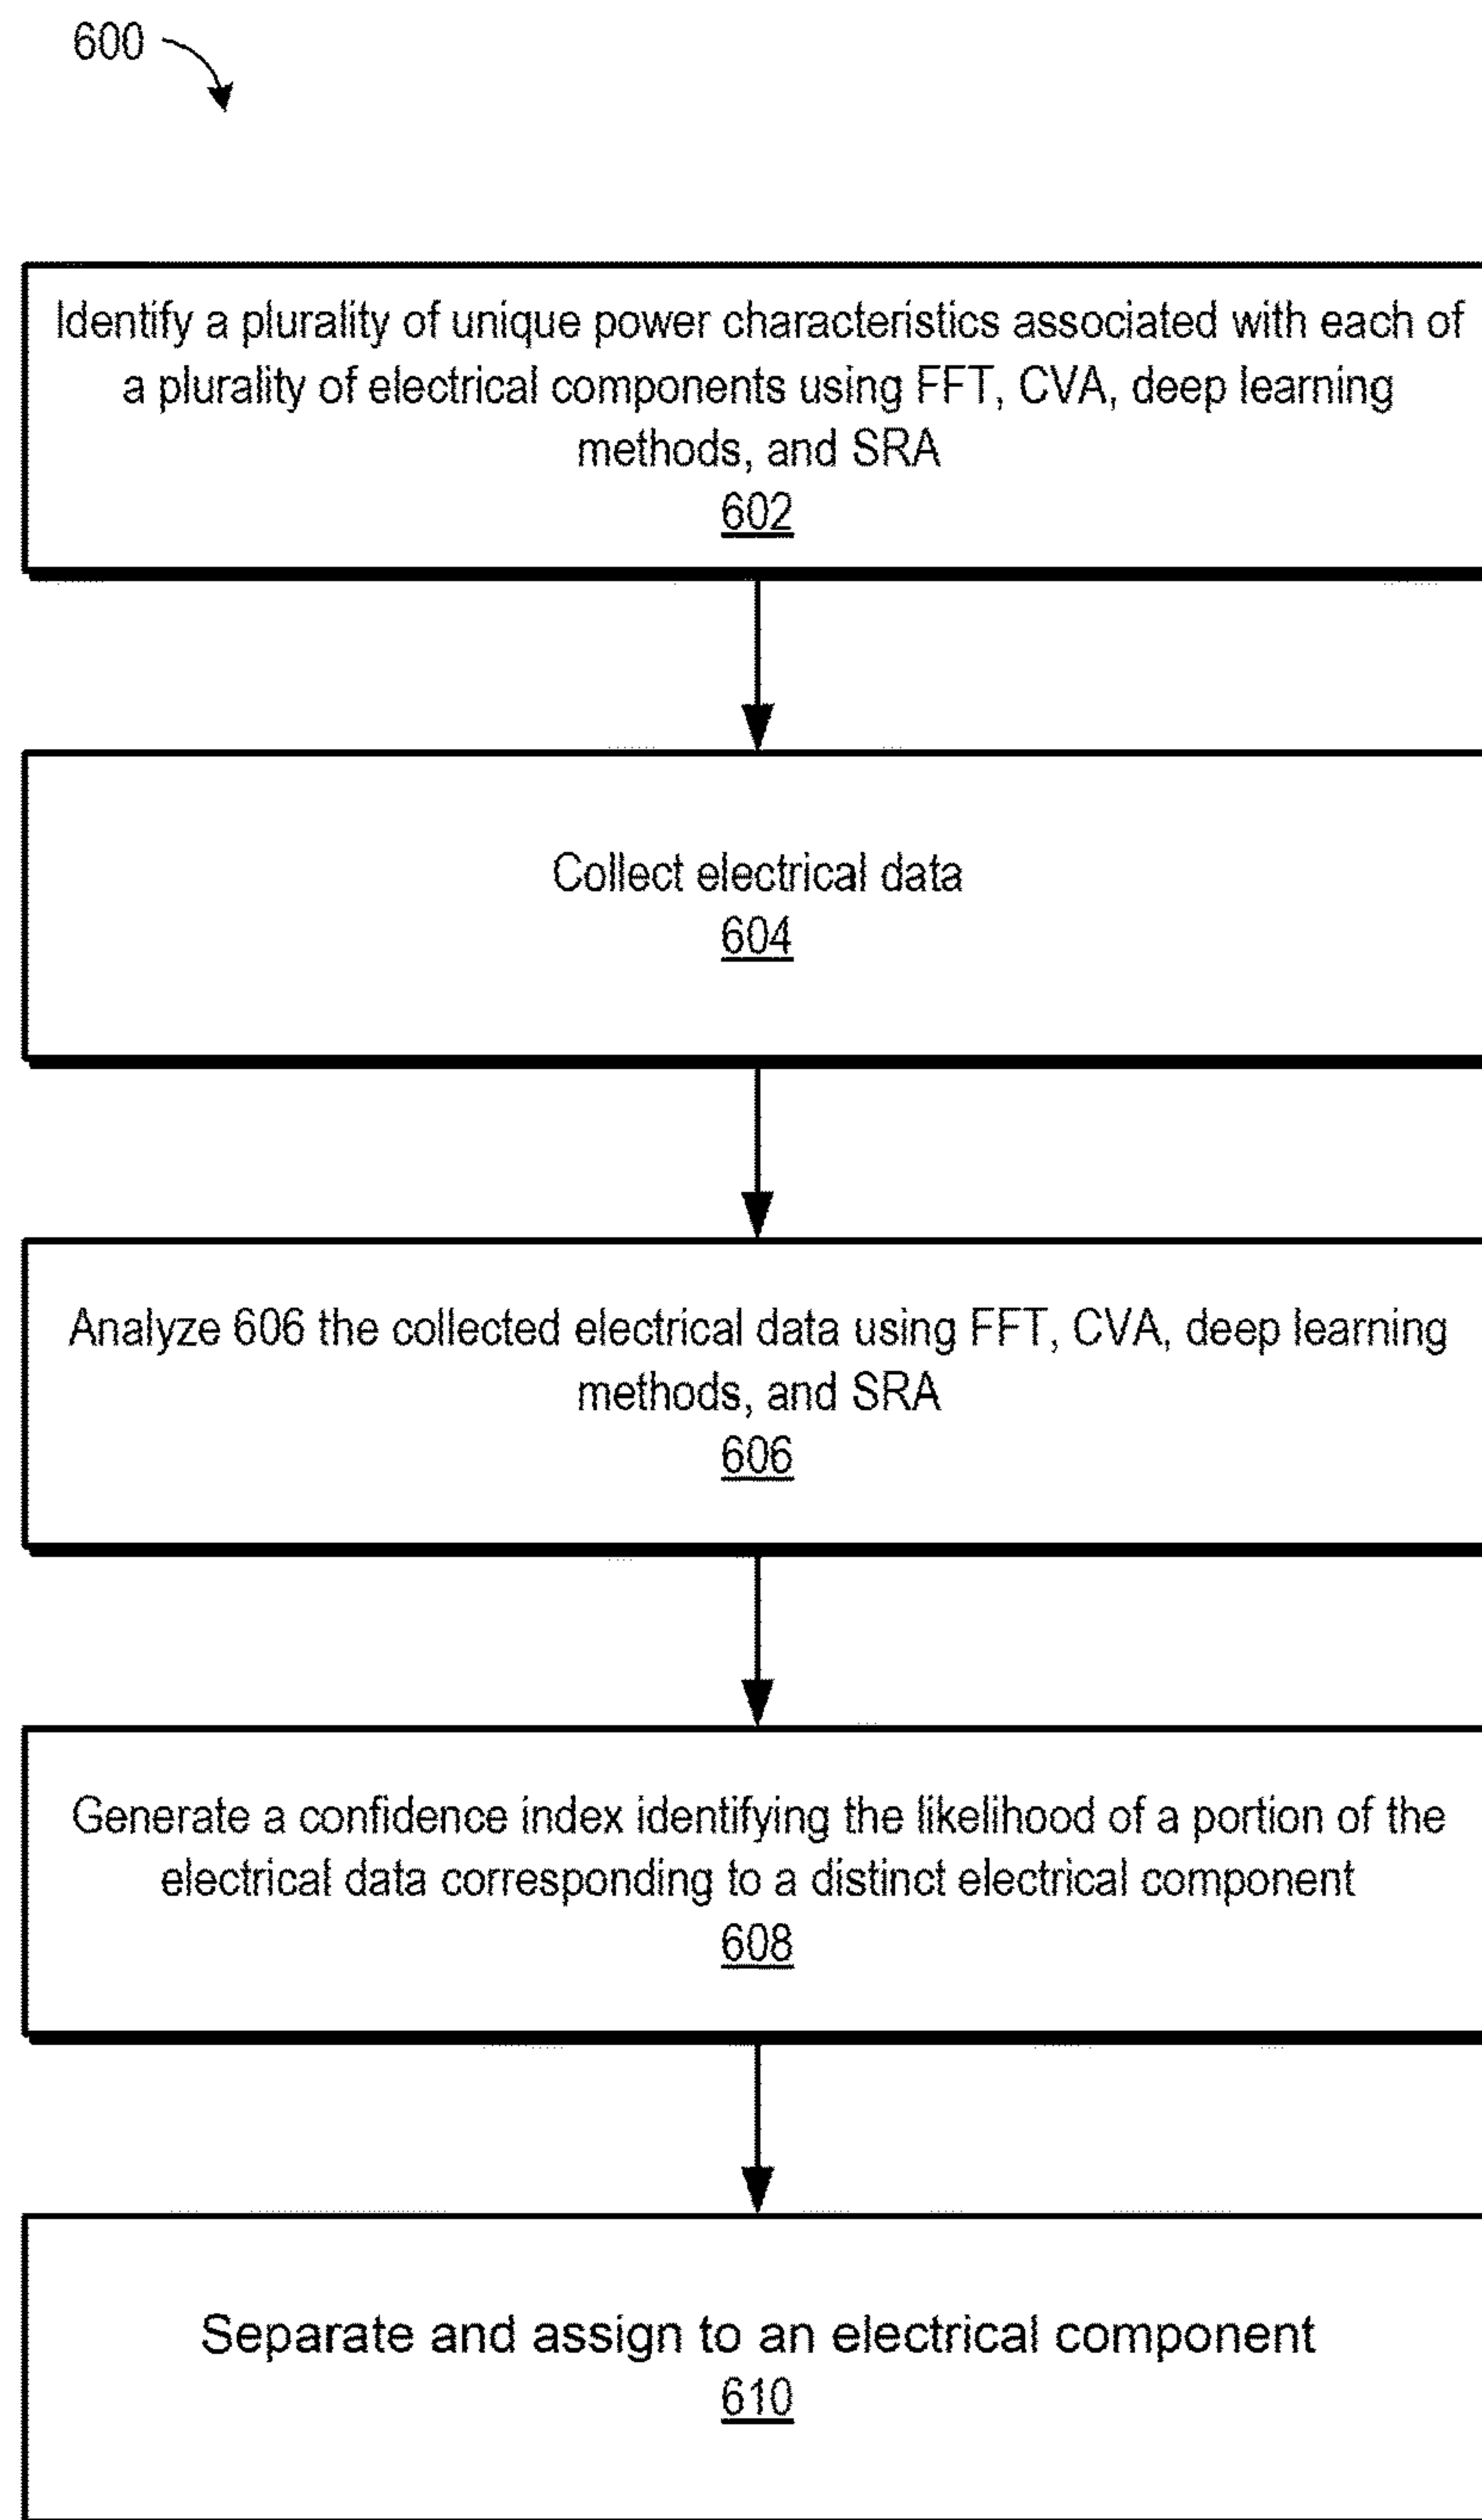 600
Identify a plurality of unique power characteristics associated with each of
a plurality of electrical components using FFT, CVA, deep learning
methods, and SRA
602
Collect electrical data
604
Analyze 606 the collected electrical data using FFT, CVA, deep learning
methods, and SRA
606
Generate a confidence index identifying the likelihood of a portion of the
electrical data corresponding to a distinct electrical component
608
Separate and assign to an electrical component
610